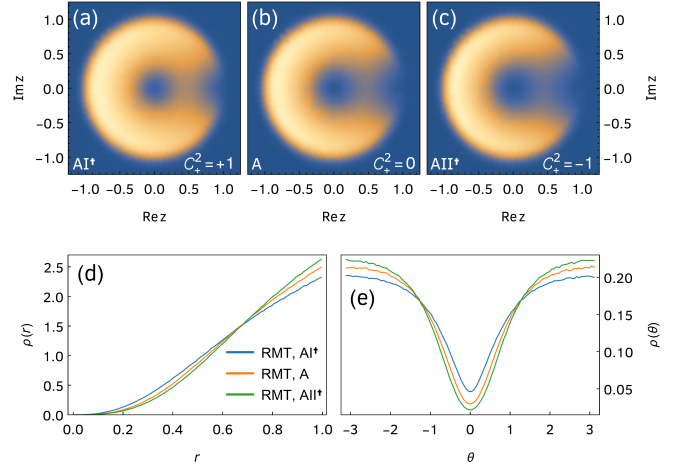 (a) (b) (c)
1.0 1.0
0.5 0.5
Im z 0.0 0.0 Im z
−0.5 −0.5
−1.0 −1.0
AI† C₊² = +1 A C₊² = 0 AII† C₊² = −1
−1.0 −0.5 0.0 0.5 1.0 −1.0 −0.5 0.0 0.5 1.0 −1.0 −0.5 0.0 0.5 1.0
Re z Re z Re z
(d)
2.5
2.0
1.5
1.0
0.5
0.0
ρ(r)
RMT, AI†
RMT, A
RMT, AII†
0.0 0.2 0.4 0.6 0.8 1.0
r
(e)
0.20
0.15
0.10
0.05
ρ(θ)
−3 −2 −1 0 1 2 3
θ